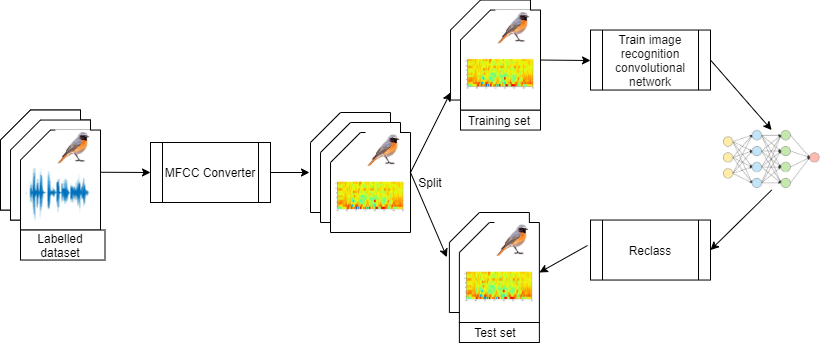 Training set
Train image
recognition
convolutional
network
MFCC Converter
Split
Labelled
dataset
Reclass
Test set